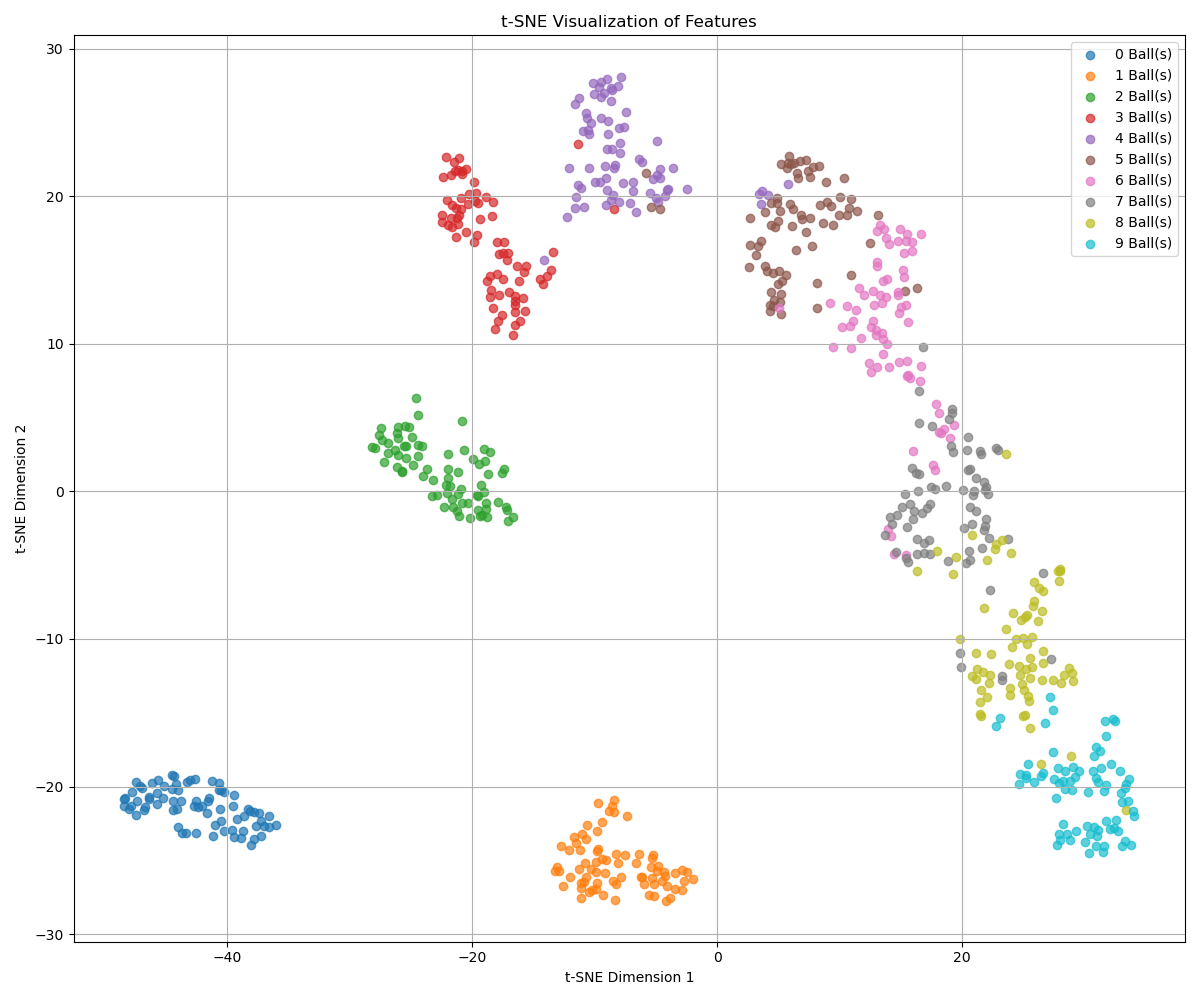 t-SNE Visualization of Features
t-SNE Dimension 2
30
20
10
0
−10
−20
−30
−40
−20
0
20
t-SNE Dimension 1
0 Ball(s)
1 Ball(s)
2 Ball(s)
3 Ball(s)
4 Ball(s)
5 Ball(s)
6 Ball(s)
7 Ball(s)
8 Ball(s)
9 Ball(s)